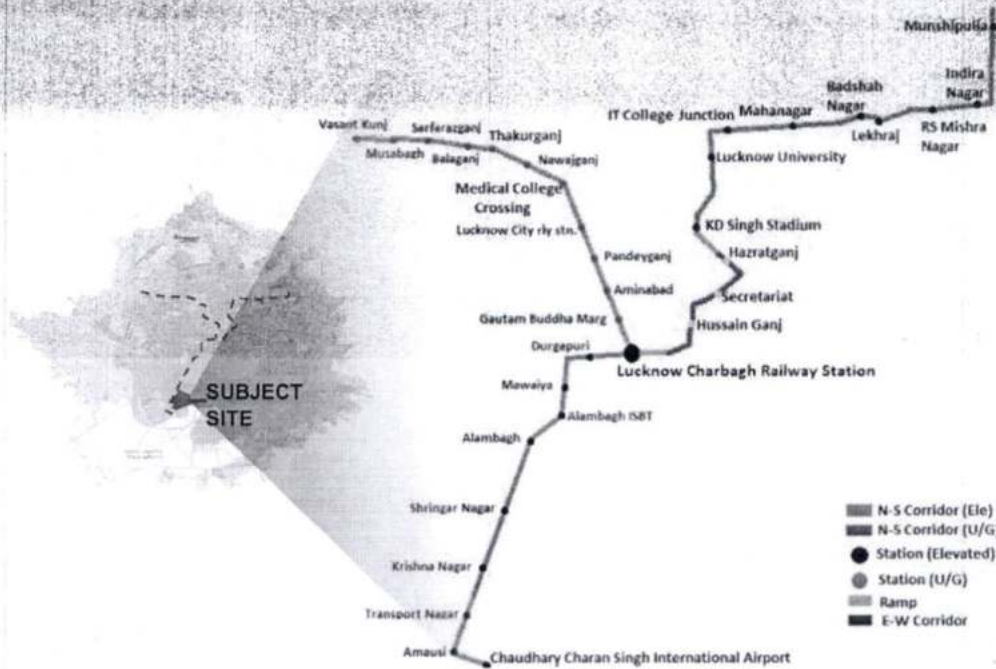 Munshipulia
Indira
Nagar
Badshah
Nagar
IT College Junction
Mahanagar
Lekhraj
RS Mishra
Nagar
Vasant Kunj
Sarfarazganj
Thakurganj
Musabagh
Balaganj
Nawajganj
Lucknow University
Medical College
Crossing
KD Singh Stadium
Lucknow City rly stn.
Hazratganj
Pandeyganj
Aminabad
Secretariat
Gautam Buddha Marg
Hussain Ganj
Durgapuri
Lucknow Charbagh Railway Station
Mawaiya
SUBJECT
SITE
Alambagh ISBT
Alambagh
Shringar Nagar
Krishna Nagar
Transport Nagar
Amausi
Chaudhary Charan Singh International Airport
N-S Corridor (Ele)
N-S Corridor (U/G)
Station (Elevated)
Station (U/G)
Ramp
E-W Corridor